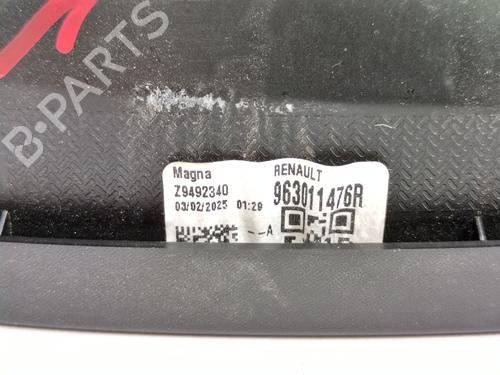 B-PARTS
Magna
Z9492340
03/02/2025 01:29
--A
RENAULT
963011476R